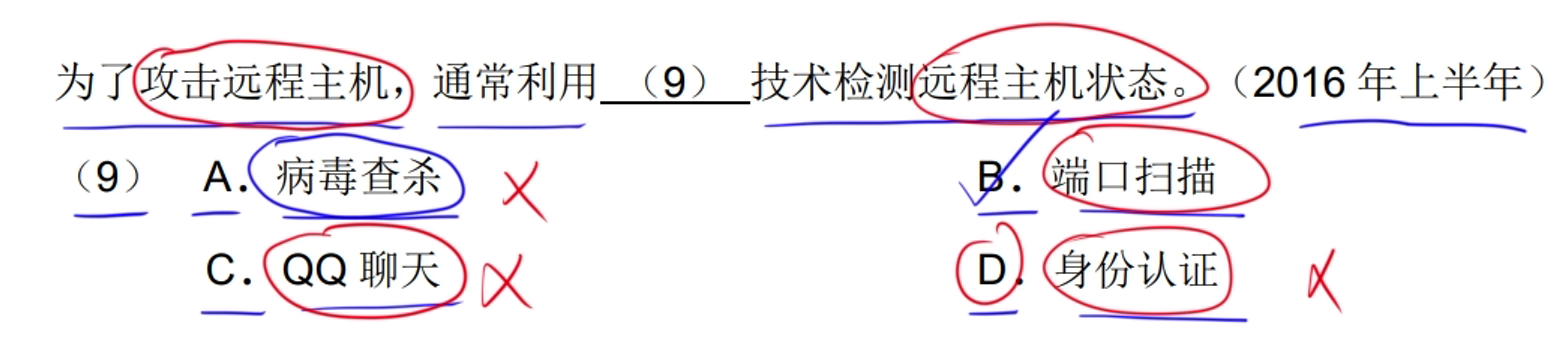 为了攻击远程主机，通常利用 （9） 技术检测远程主机状态。（2016 年上半年）
（9） A．病毒查杀 B．端口扫描
C．QQ 聊天 D．身份认证